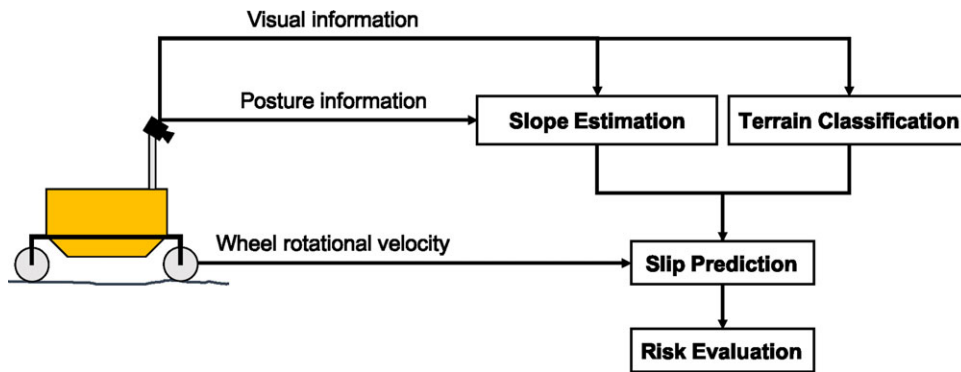 Visual information
Posture information
Slope Estimation
Terrain Classification
Wheel rotational velocity
Slip Prediction
Risk Evaluation